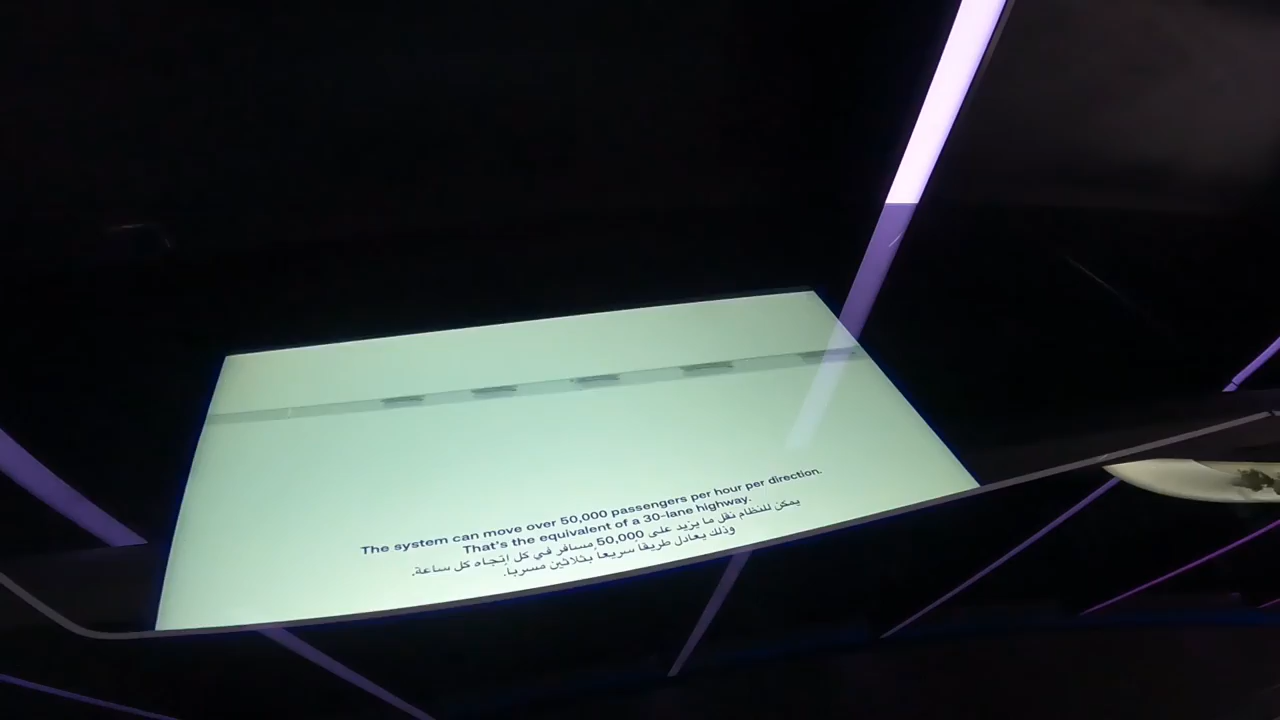 The system can move over 50,000 passengers per hour per direction.
That's the equivalent of a 30-lane highway.
يمكن للنظام نقل ما يزيد على 50,000 مسافر في كل اتجاه كل ساعة.
وذلك يعادل طريقاً سريعاً بثلاثين مسرباً.